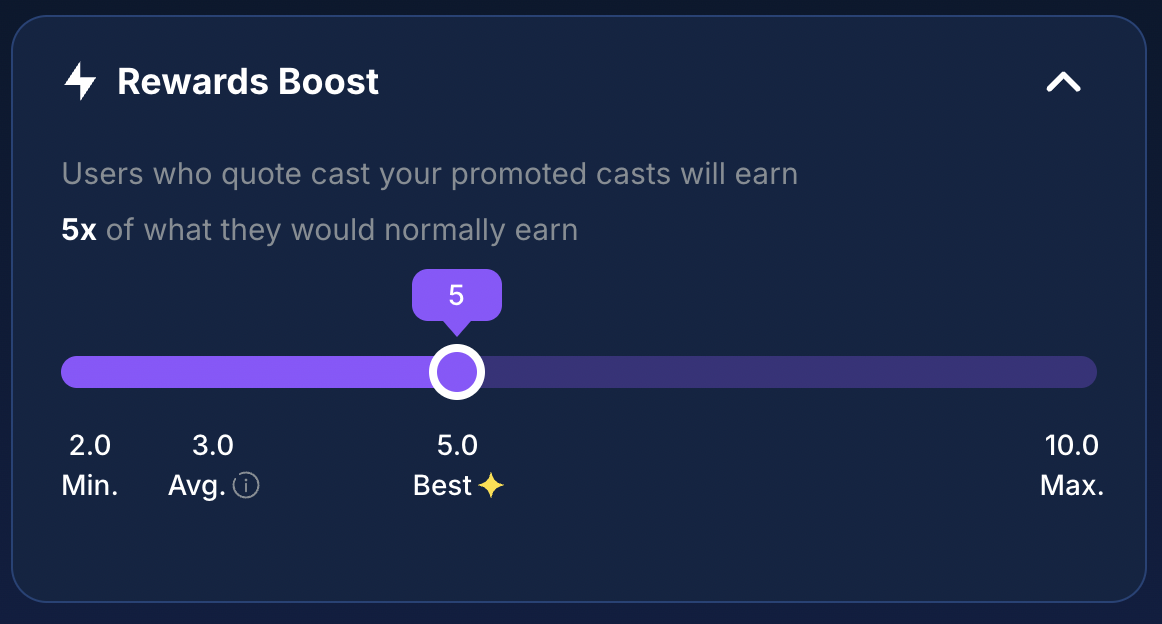 Rewards Boost
Users who quote cast your promoted casts will earn
5x of what they would normally earn
5
2.0 3.0 5.0 10.0
Min. Avg. Best Max.